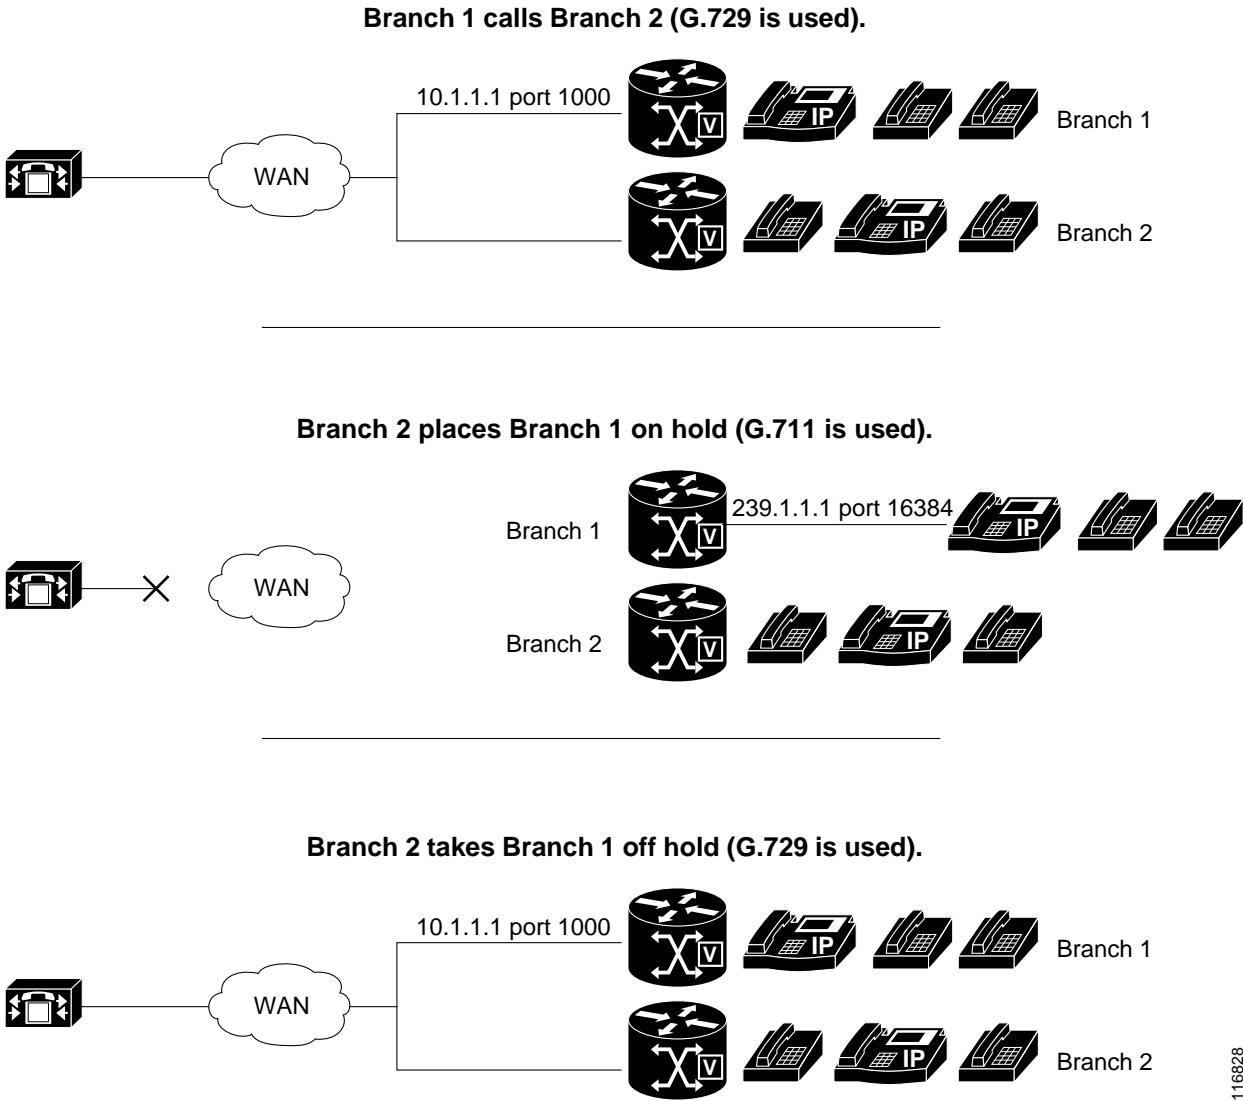 Branch 1 calls Branch 2 (G.729 is used).
10.1.1.1 port 1000
V
IP
Branch 1
WAN
V
IP
Branch 2
Branch 2 places Branch 1 on hold (G.711 is used).
Branch 1
V
239.1.1.1 port 16384
IP
WAN
Branch 2
V
IP
Branch 2 takes Branch 1 off hold (G.729 is used).
10.1.1.1 port 1000
V
IP
Branch 1
WAN
V
IP
Branch 2
116828